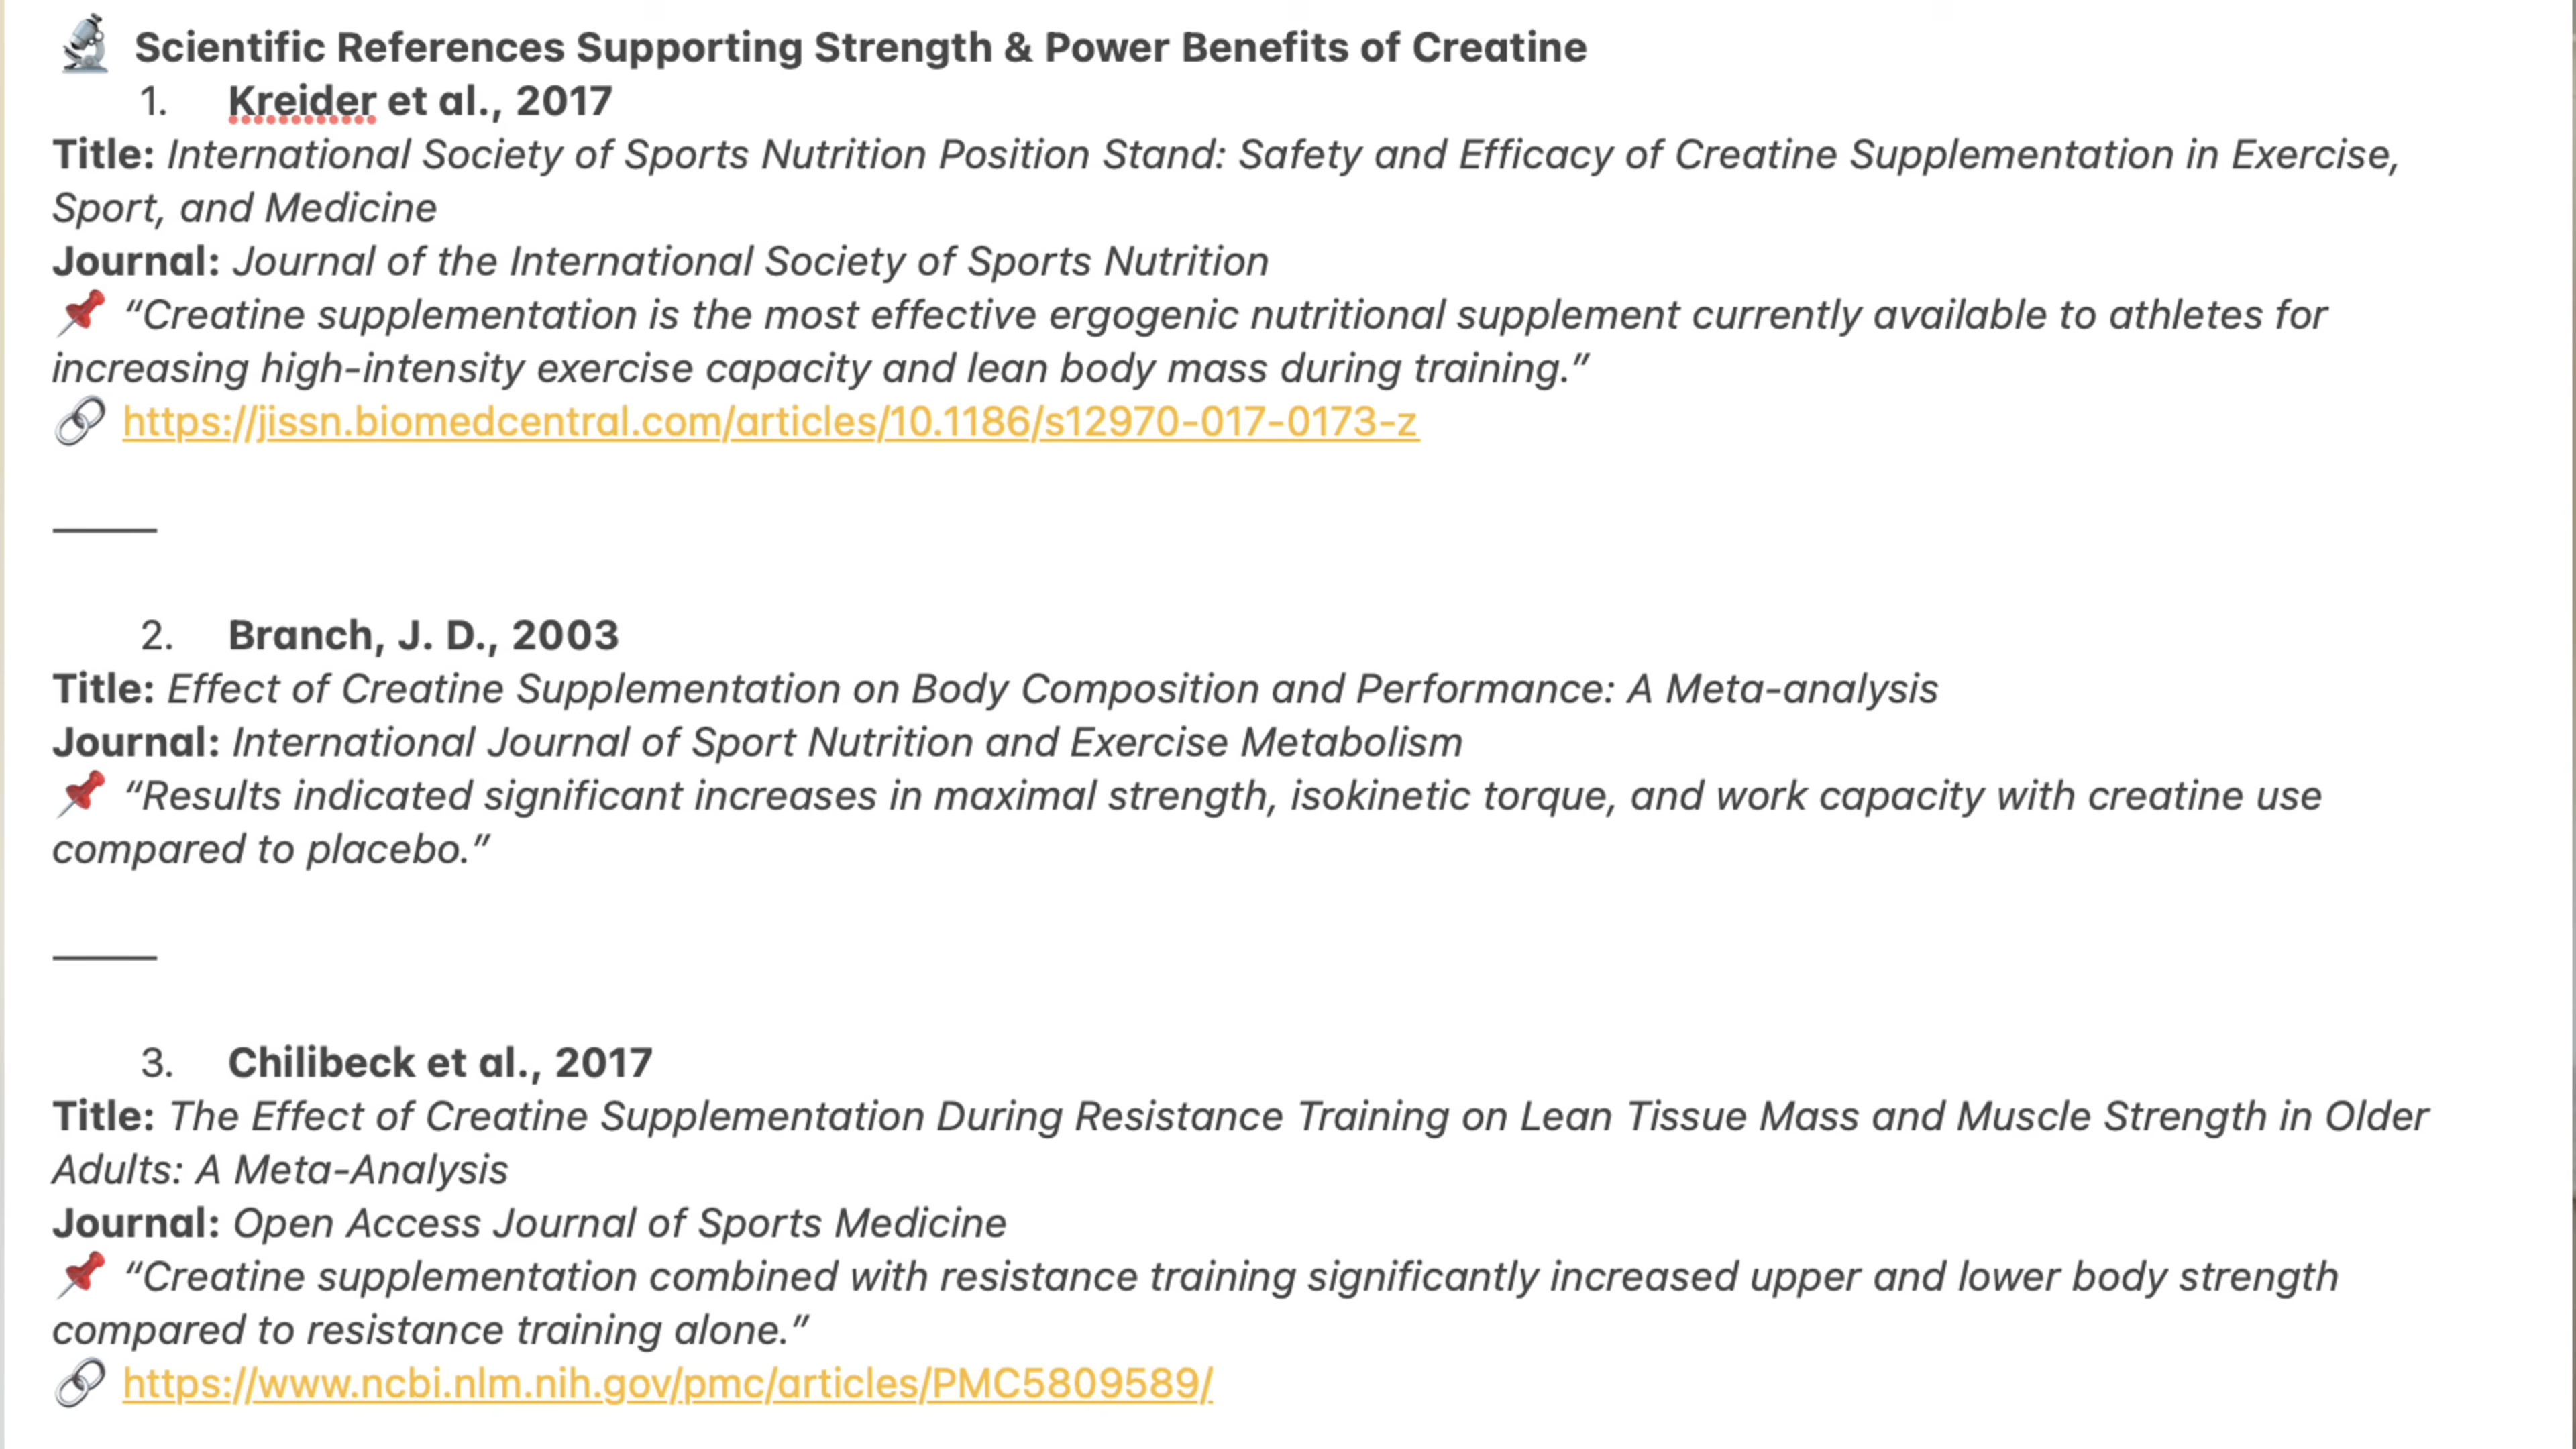 🔬 Scientific References Supporting Strength & Power Benefits of Creatine
1. Kreider et al., 2017
Title: International Society of Sports Nutrition Position Stand: Safety and Efficacy of Creatine Supplementation in Exercise,
Sport, and Medicine
Journal: Journal of the International Society of Sports Nutrition
📌 “Creatine supplementation is the most effective ergogenic nutritional supplement currently available to athletes for
increasing high-intensity exercise capacity and lean body mass during training.”
🔗 https://jissn.biomedcentral.com/articles/10.1186/s12970-017-0173-z
⸻
2. Branch, J. D., 2003
Title: Effect of Creatine Supplementation on Body Composition and Performance: A Meta-analysis
Journal: International Journal of Sport Nutrition and Exercise Metabolism
📌 “Results indicated significant increases in maximal strength, isokinetic torque, and work capacity with creatine use
compared to placebo.”
⸻
3. Chilibeck et al., 2017
Title: The Effect of Creatine Supplementation During Resistance Training on Lean Tissue Mass and Muscle Strength in Older
Adults: A Meta-Analysis
Journal: Open Access Journal of Sports Medicine
📌 “Creatine supplementation combined with resistance training significantly increased upper and lower body strength
compared to resistance training alone.”
🔗 https://www.ncbi.nlm.nih.gov/pmc/articles/PMC5809589/